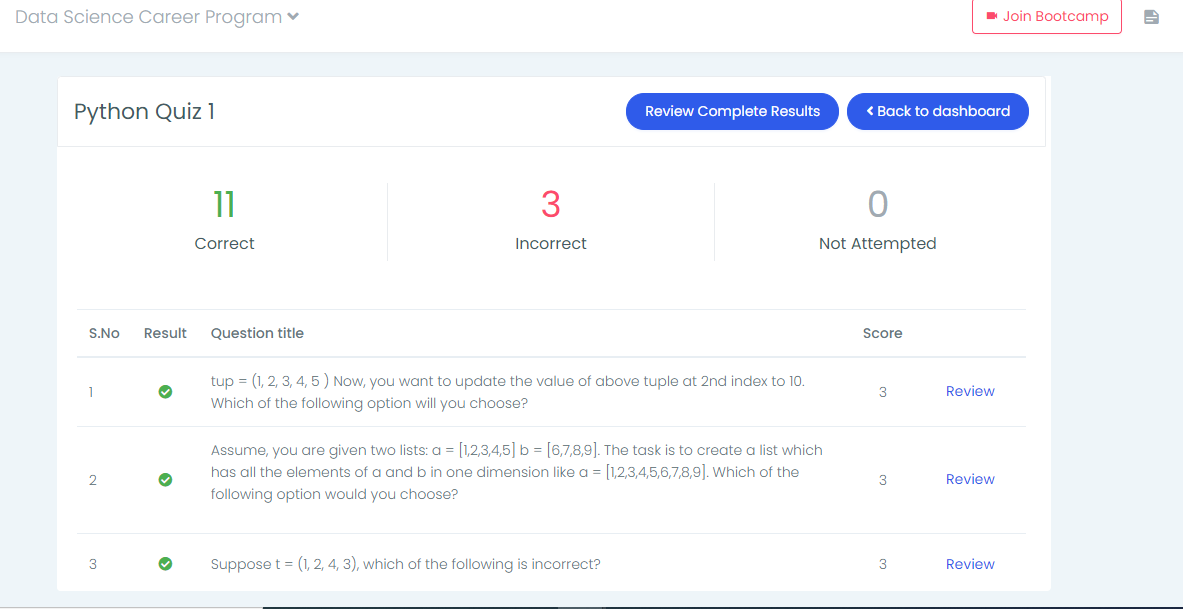 Data Science Career Program
Join Bootcamp
Python Quiz 1
Review Complete Results
Back to dashboard
11
3
0
Correct
Incorrect
Not Attempted
S.No Result Question title Score
1 tup = (1, 2, 3, 4, 5 ) Now, you want to update the value of above tuple at 2nd index to 10. 3 Review
Which of the following option will you choose?
Assume, you are given two lists: a = [1,2,3,4,5] b = [6,7,8,9]. The task is to create a list which
2 has all the elements of a and b in one dimension like a = [1,2,3,4,5,6,7,8,9]. Which of the 3 Review
following option would you choose?
3 Suppose t = (1, 2, 4, 3), which of the following is incorrect? 3 Review